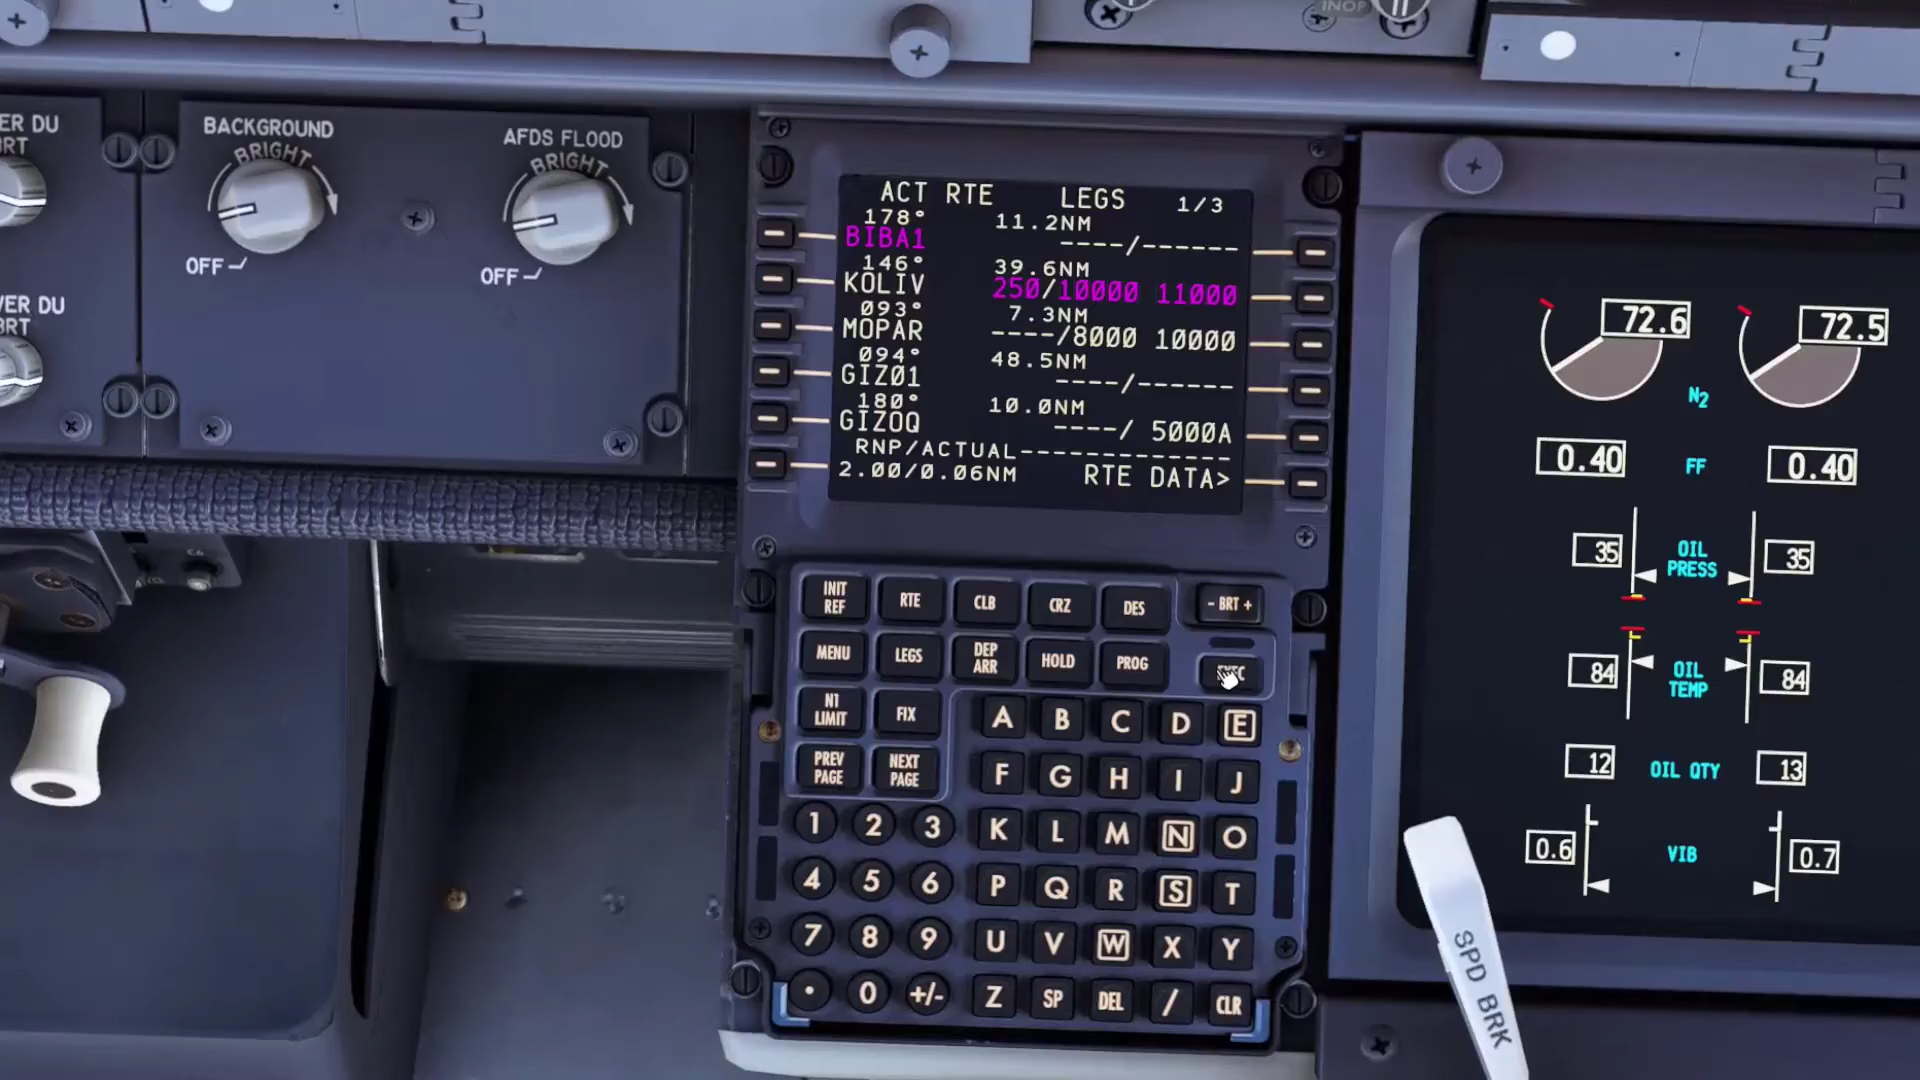 INOP
ER DU
BRT
BACKGROUND
BRIGHT
OFF
AFDS FLOOD
BRIGHT
OFF
VER DU
BRT
ACT RTE LEGS 1/3
178° 11.2NM
BIBA1 ----/------
146° 39.6NM
KOLIV 250/10000 11000
093° 7.3NM
MOPAR ----/8000 10000
094° 48.5NM
GIZ01 ----/------
180° 10.0NM
GIZOQ ----/ 5000A
RNP/ACTUAL-------------
2.00/0.06NM RTE DATA>
INIT REF RTE CLB CRZ DES - BRT +
MENU LEGS DEP ARR HOLD PROG
N1 LIMIT FIX
PREV PAGE NEXT PAGE
A B C D E
F G H I J
1 2 3 K L M N O
4 5 6 P Q R S T
7 8 9 U V W X Y
. 0 +/- Z SP DEL / CLR
72.6 N2 72.5
0.40 FF 0.40
35 OIL PRESS 35
84 OIL TEMP 84
12 OIL QTY 13
0.6 VIB 0.7
SPD BRK